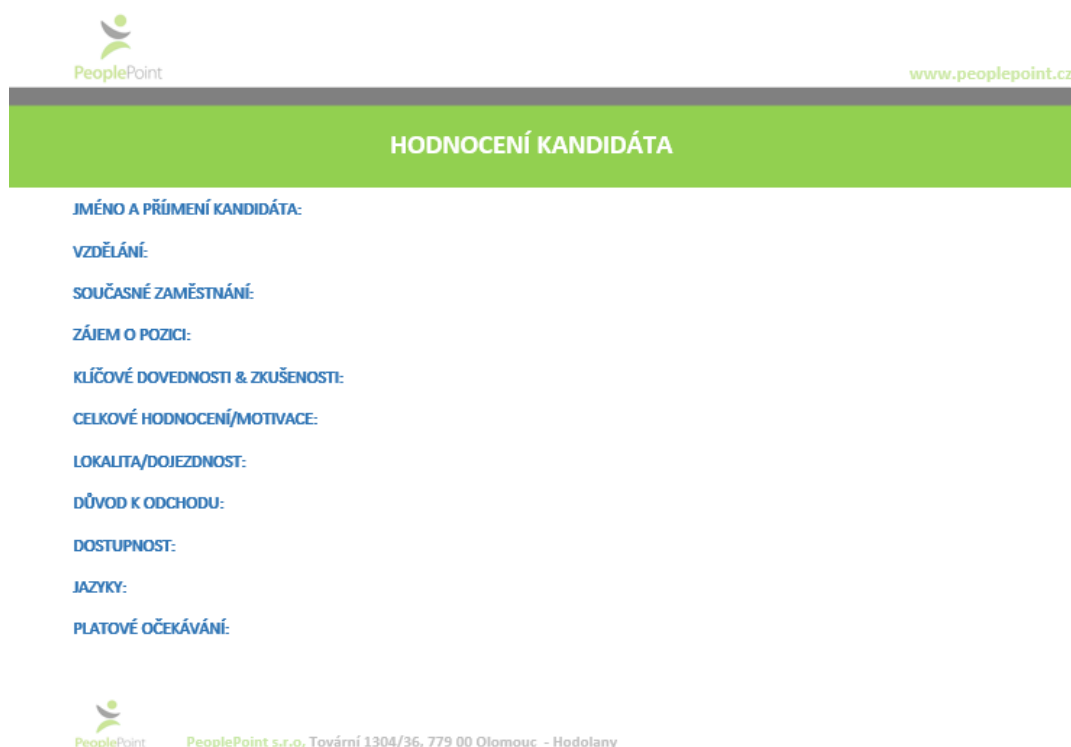 PeoplePoint
www.peoplepoint.cz
HODNOCENÍ KANDIDÁTA
JMÉNO A PŘÍJMENÍ KANDIDÁTA:
VZDĚLÁNÍ:
SOUČASNÉ ZAMĚSTNÁNÍ:
ZÁJEM O POZICI:
KLÍČOVÉ DOVEDNOSTI & ZKUŠENOSTI:
CELKOVÉ HODNOCENÍ/MOTIVACE:
LOKALITA/DOJEZDNOST:
DŮVOD K ODCHODU:
DOSTUPNOST:
JAZYKY:
PLATOVÉ OČEKÁVÁNÍ:
PeoplePoint
PeoplePoint s.r.o. Tovární 1304/36, 779 00 Olomouc - Hodolany